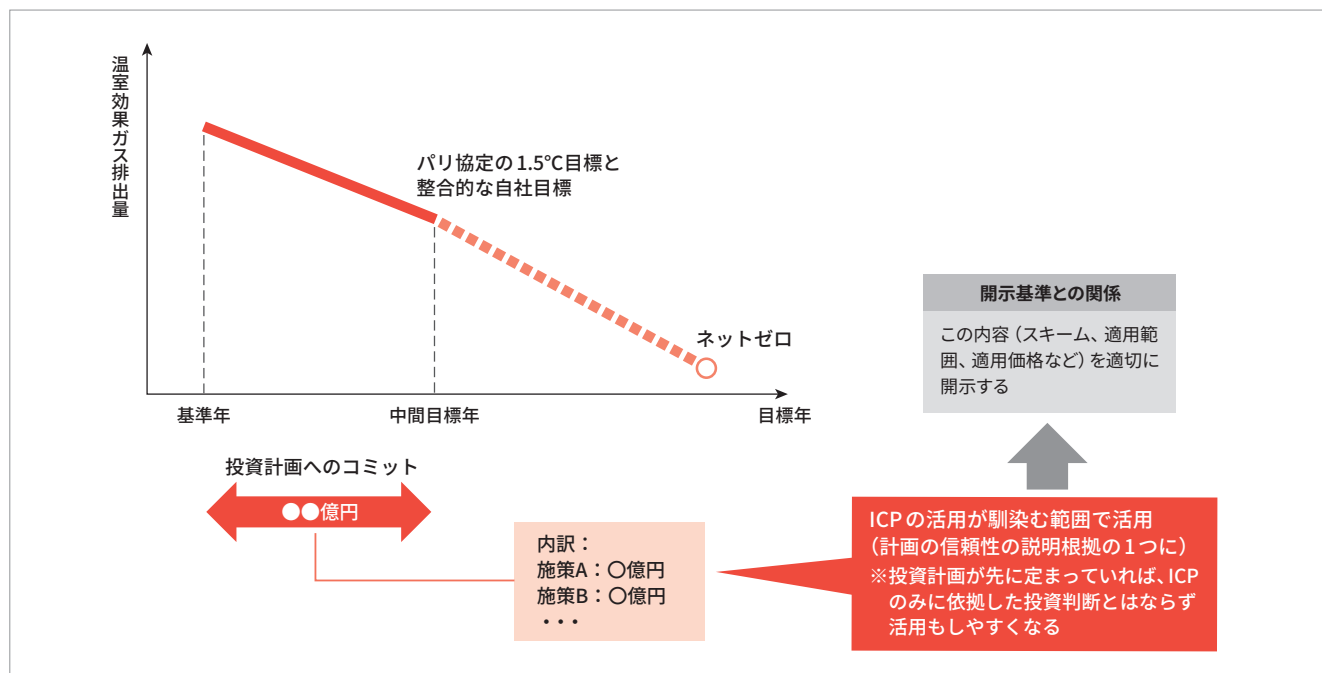 温室効果ガス排出量
パリ協定の1.5℃目標と
整合的な自社目標
ネットゼロ
基準年
中間目標年
目標年
投資計画へのコミット
●●億円
内訳：
施策A：〇億円
施策B：〇億円
・・・
開示基準との関係
この内容（スキーム、適用範
囲、適用価格など）を適切に
開示する
ICPの活用が馴染む範囲で活用
（計画の信頼性の説明根拠の1つに）
※投資計画が先に定まっていれば、ICP
のみに依拠した投資判断とはならず
活用もしやすくなる